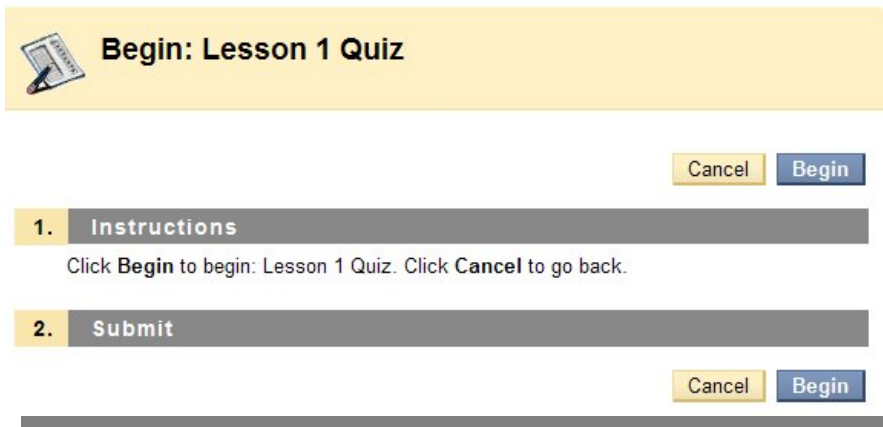 Begin: Lesson 1 Quiz
Cancel Begin
1. Instructions
Click Begin to begin: Lesson 1 Quiz. Click Cancel to go back.
2. Submit
Cancel Begin